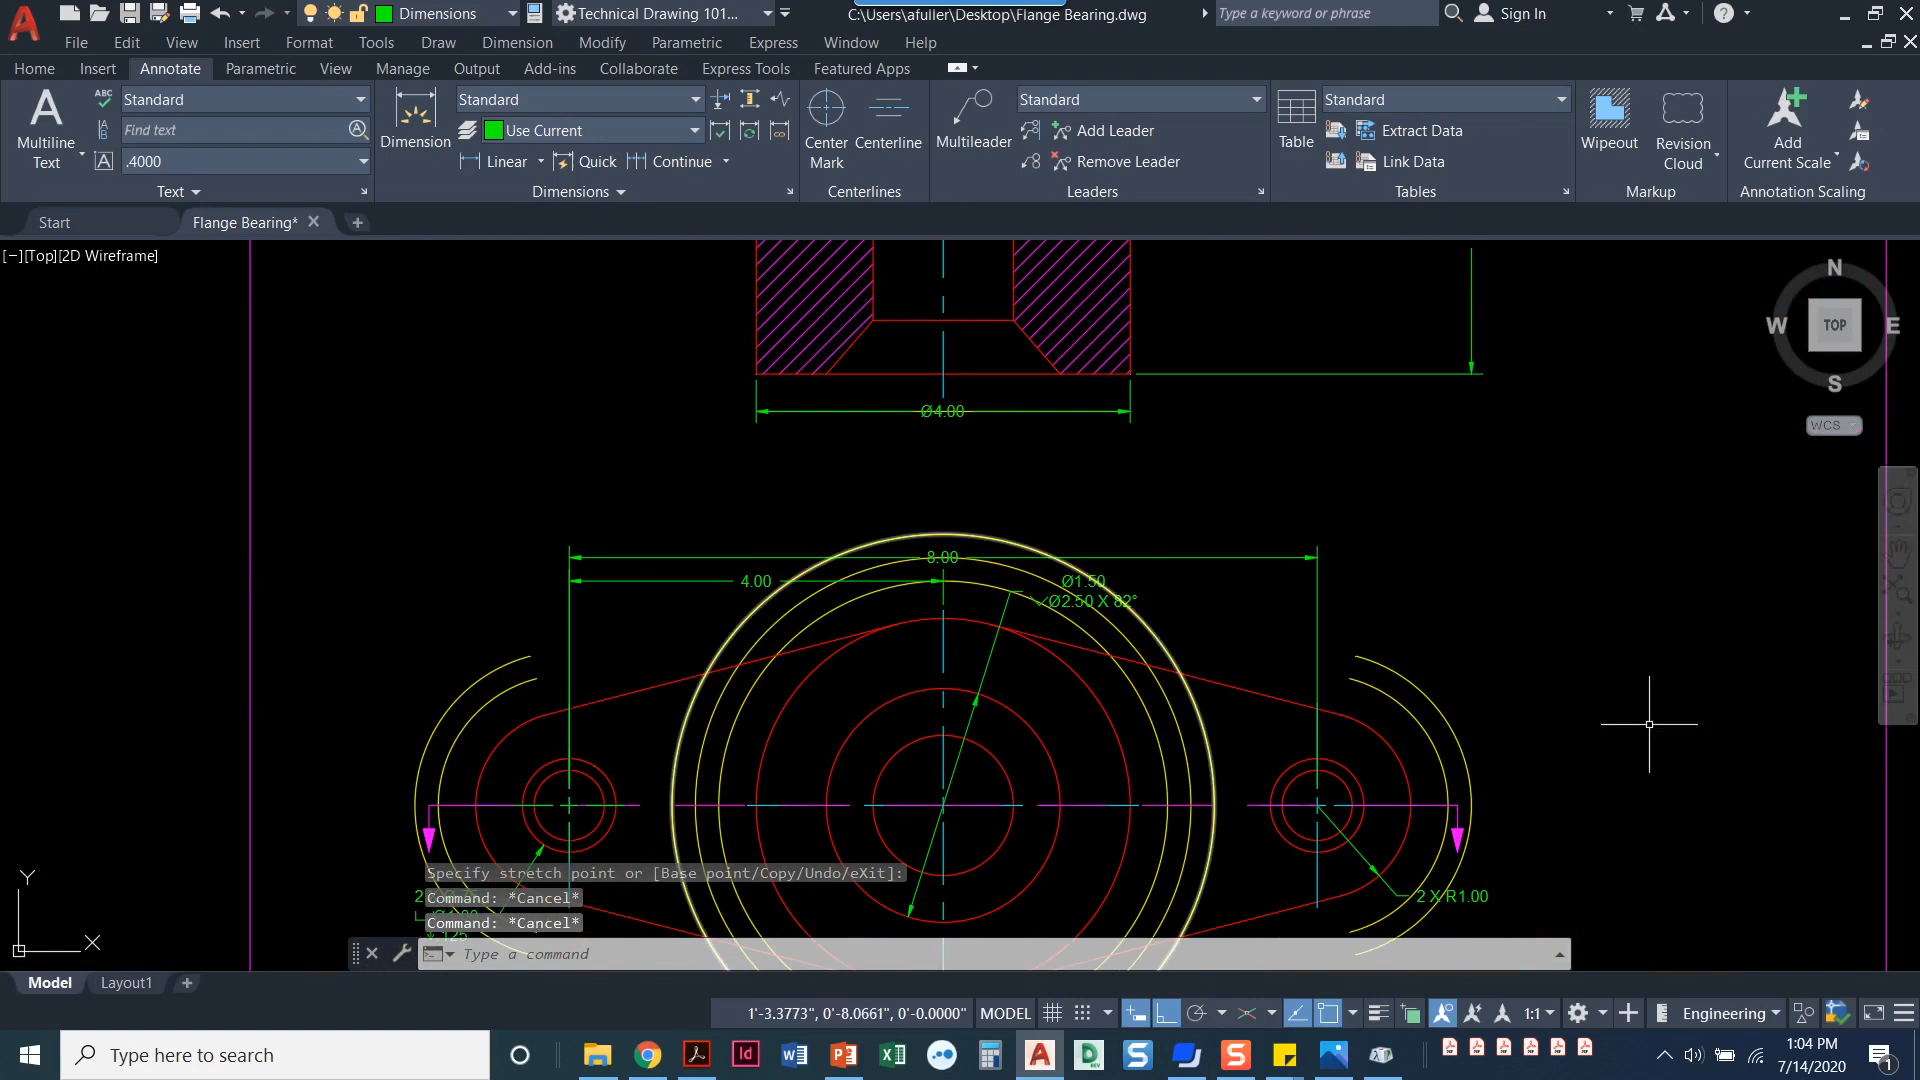 Dimensions
Technical Drawing 101...
C:\Users\afuller\Desktop\Flange Bearing.dwg
Type a keyword or phrase
Sign In
File Edit View Insert Format Tools Draw Dimension Modify Parametric Express Window Help
Home Insert Annotate Parametric View Manage Output Add-ins Collaborate Express Tools Featured Apps
Multiline Text
ABC
Standard
Find text
.4000
Text
Dimension
Standard
Use Current
Linear Quick Continue
Dimensions
Center Mark
Centerline
Centerlines
Multileader
Standard
Add Leader
Remove Leader
Leaders
Table
Standard
Extract Data
Link Data
Tables
Wipeout
Revision Cloud
Markup
Add Current Scale
Annotation Scaling
Start
Flange Bearing*
[−][Top][2D Wireframe]
N
W TOP E
S
WCS
Ø4.00
8.00
4.00
Ø1.50
Ø2.50 X 82°
2 X R1.00
Specify stretch point or [Base point/Copy/Undo/eXit]:
2
Command: *Cancel*
Command: *Cancel*
.125
Type a command
Y
X
Model Layout1
1'-3.3773", 0'-8.0661", 0'-0.0000"
MODEL
1:1
Engineering
Type here to search
1:04 PM
7/14/2020
1